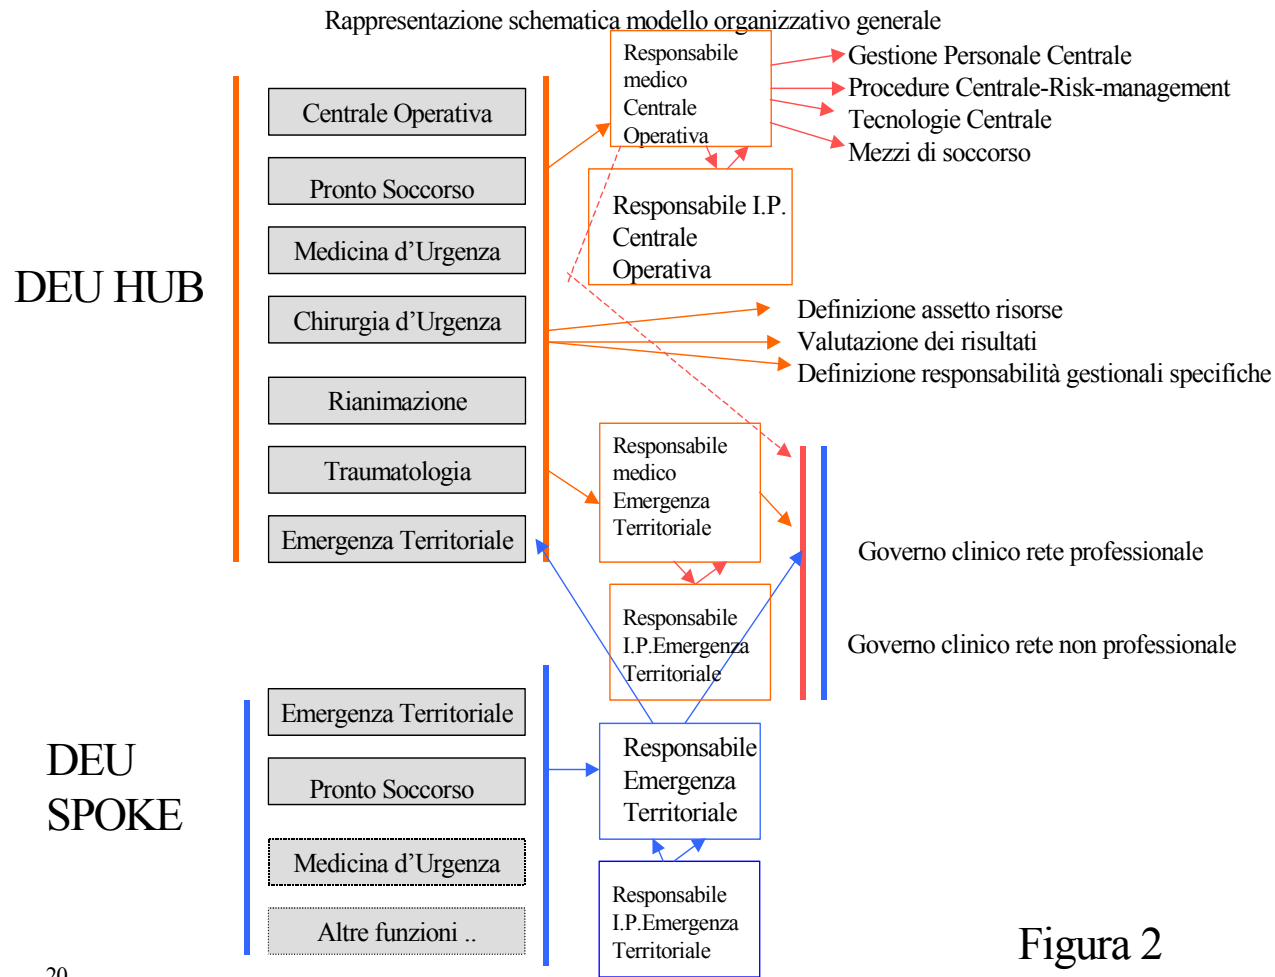 Rappresentazione schematica modello organizzativo generale
Responsabile
medico
Centrale
Operativa
Gestione Personale Centrale
Procedure Centrale-Risk-management
Tecnologie Centrale
Mezzi di soccorso
Centrale Operativa
Pronto Soccorso
Responsabile I.P.
Centrale
Operativa
Medicina d’Urgenza
DEU HUB
Chirurgia d’Urgenza
Definizione assetto risorse
Valutazione dei risultati
Definizione responsabilità gestionali specifiche
Rianimazione
Traumatologia
Emergenza Territoriale
Responsabile
medico
Emergenza
Territoriale
Governo clinico rete professionale
Responsabile
I.P.Emergenza
Territoriale
Governo clinico rete non professionale
Emergenza Territoriale
DEU
SPOKE
Pronto Soccorso
Responsabile
Emergenza
Territoriale
Medicina d’Urgenza
Altre funzioni ..
Responsabile
I.P.Emergenza
Territoriale
Figura 2
20